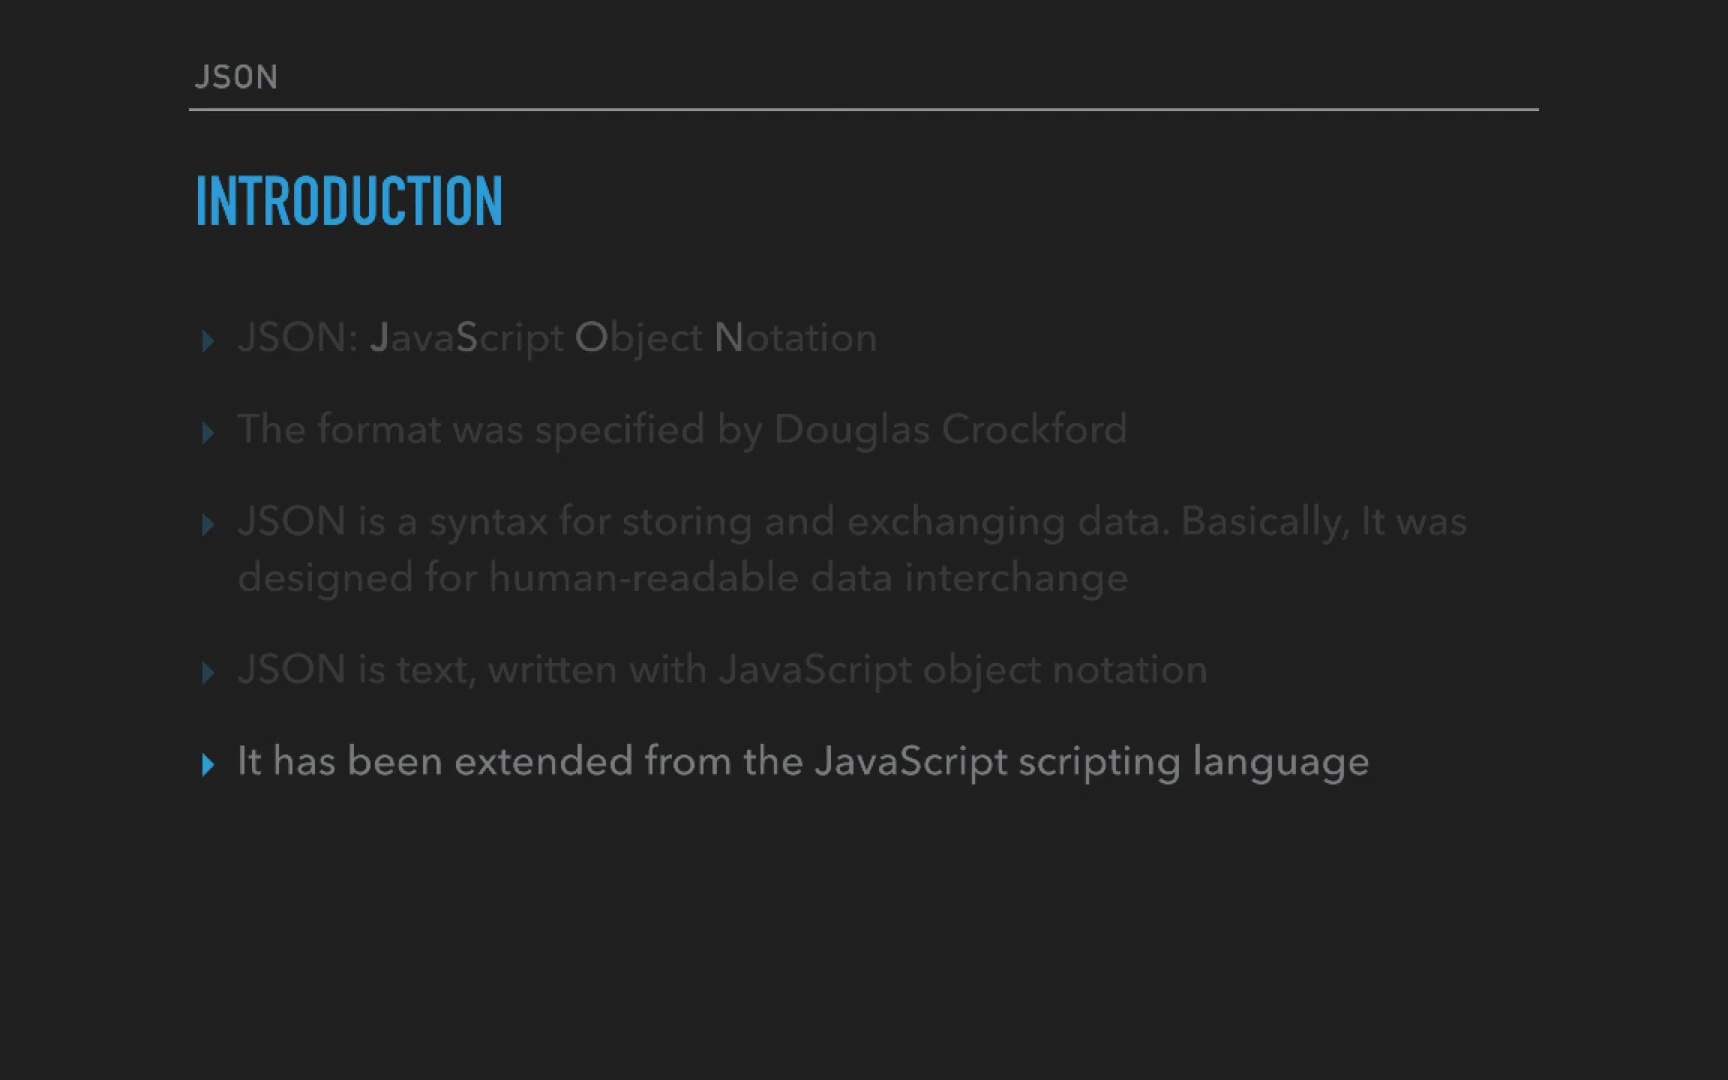 JSON
INTRODUCTION
JSON: JavaScript Object Notation
The format was specified by Douglas Crockford
JSON is a syntax for storing and exchanging data. Basically, It was
designed for human-readable data interchange
JSON is text, written with JavaScript object notation
It has been extended from the JavaScript scripting language